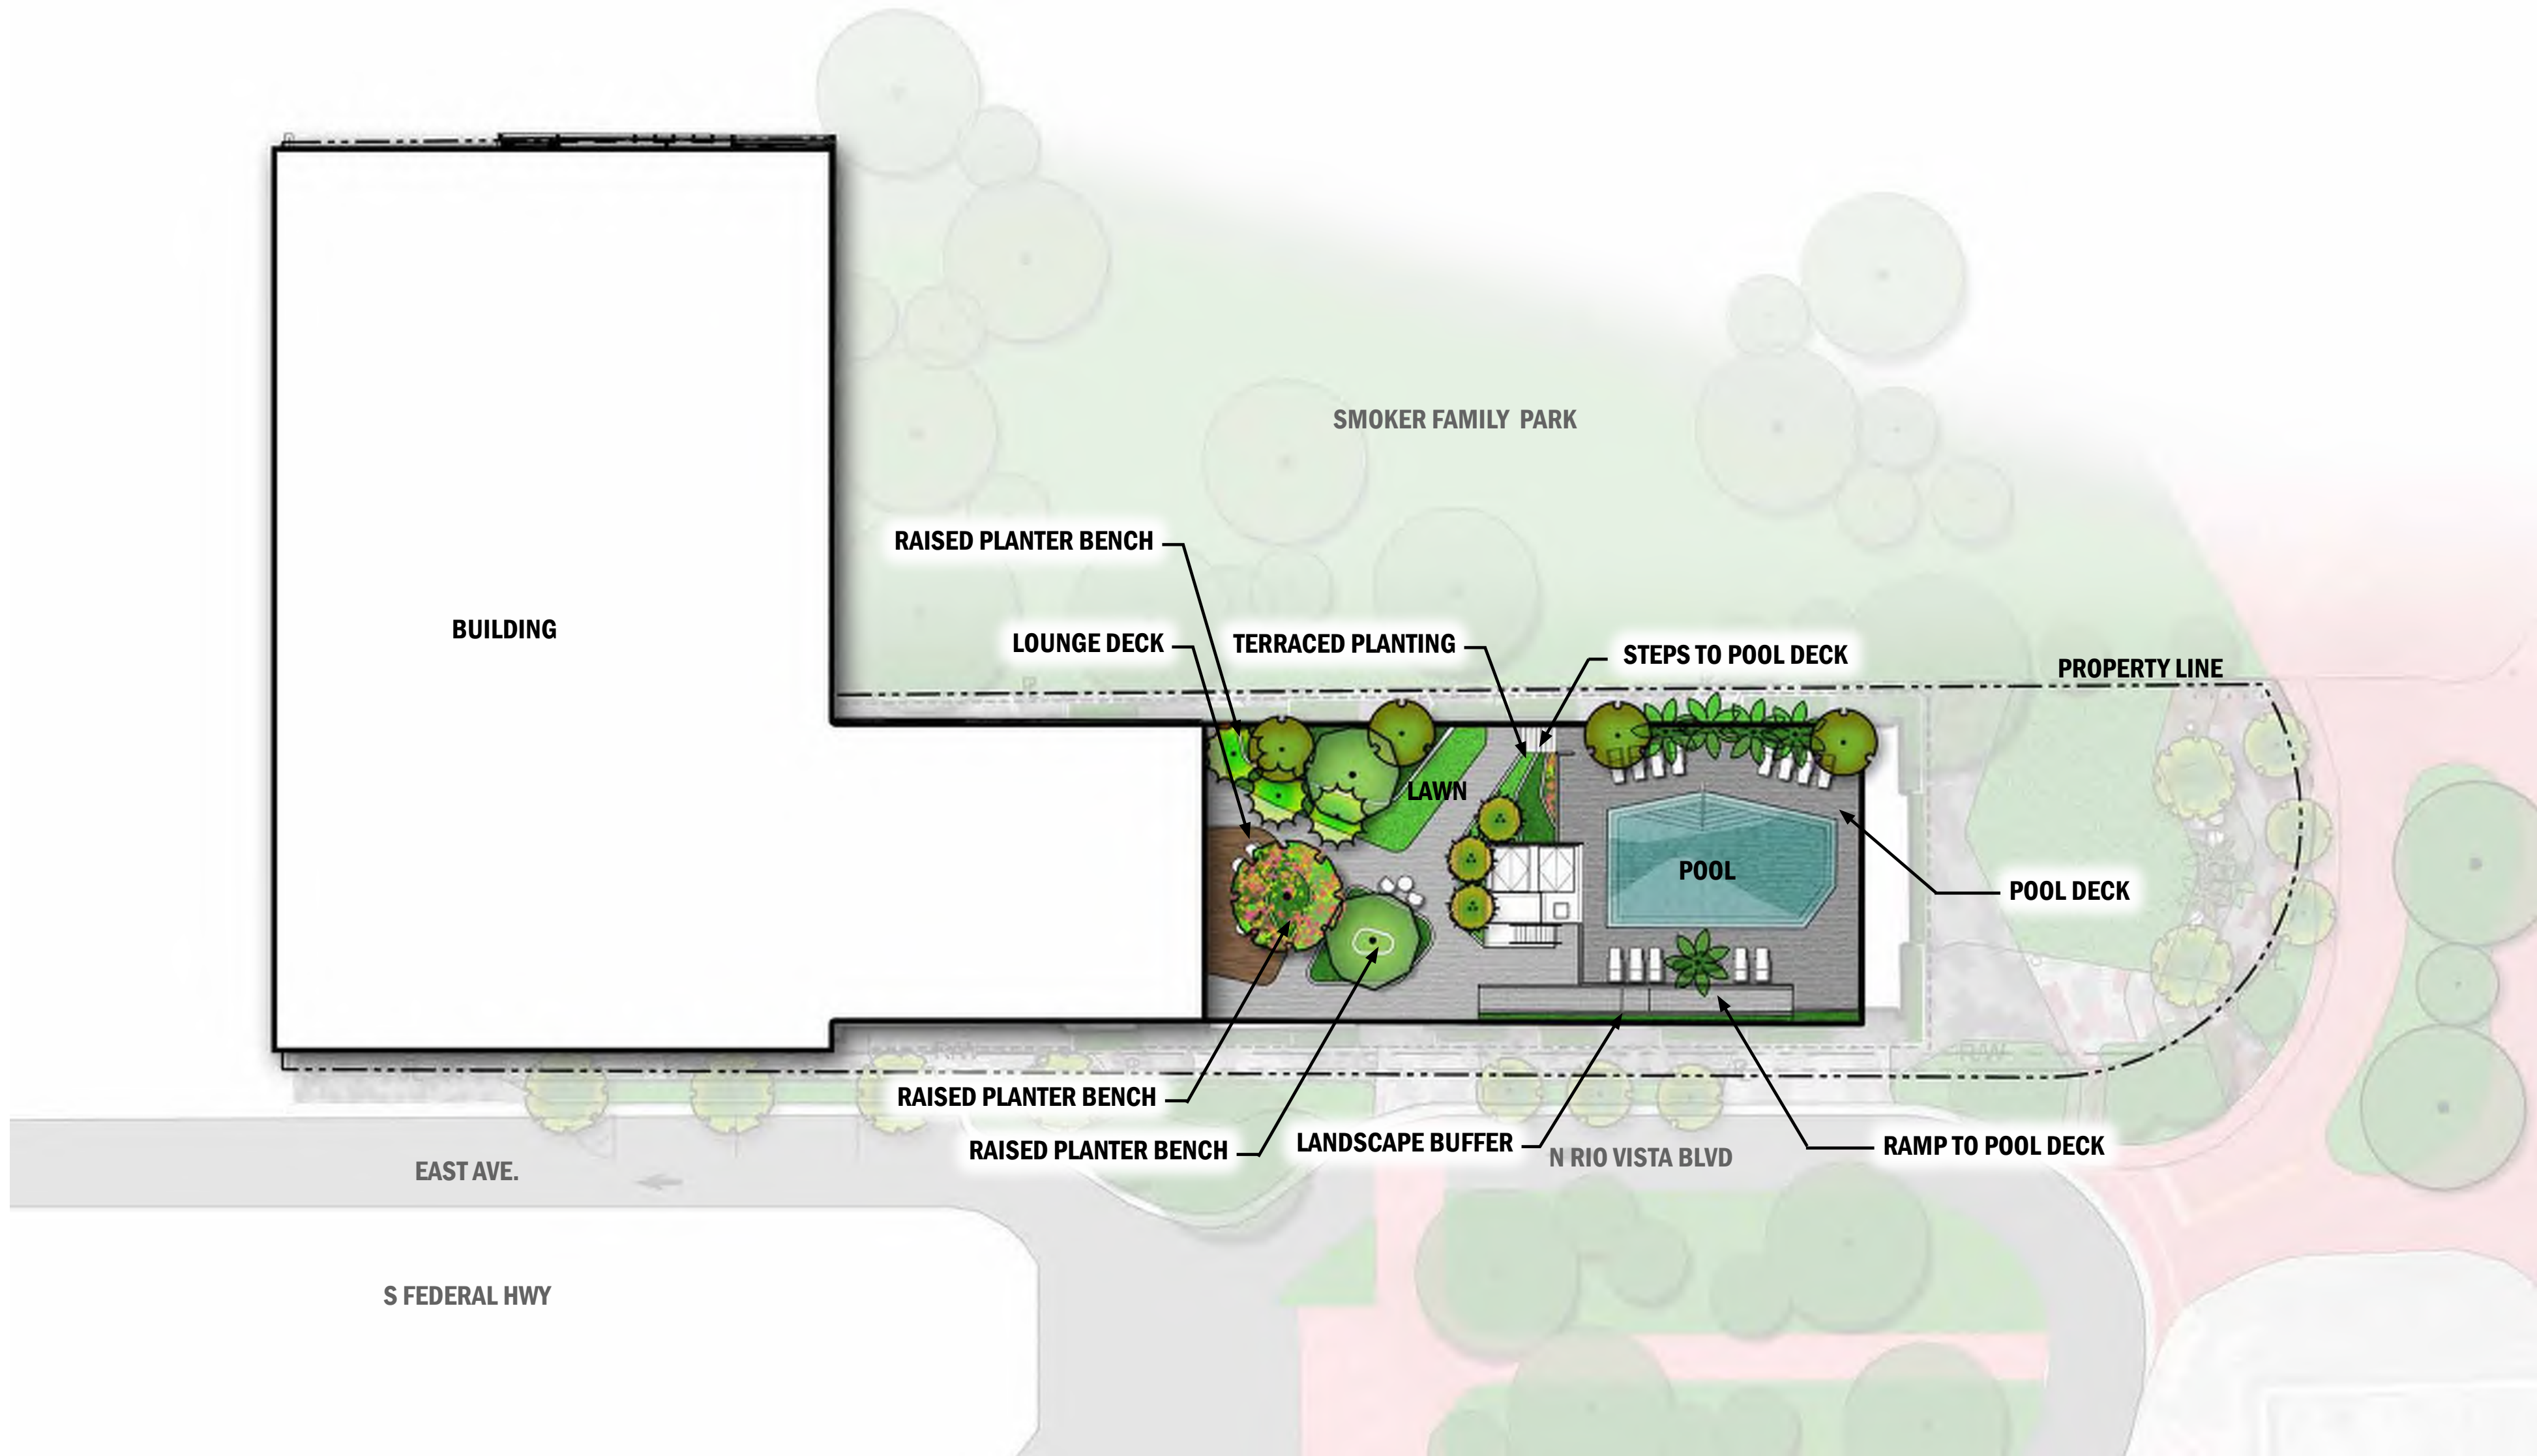 SMOKER FAMILY PARK
RAISED PLANTER BENCH
BUILDING
LOUNGE DECK
TERRACED PLANTING
STEPS TO POOL DECK
PROPERTY LINE
LAWN
POOL
POOL DECK
RAISED PLANTER BENCH
RAISED PLANTER BENCH
LANDSCAPE BUFFER
N RIO VISTA BLVD
RAMP TO POOL DECK
EAST AVE.
S FEDERAL HWY